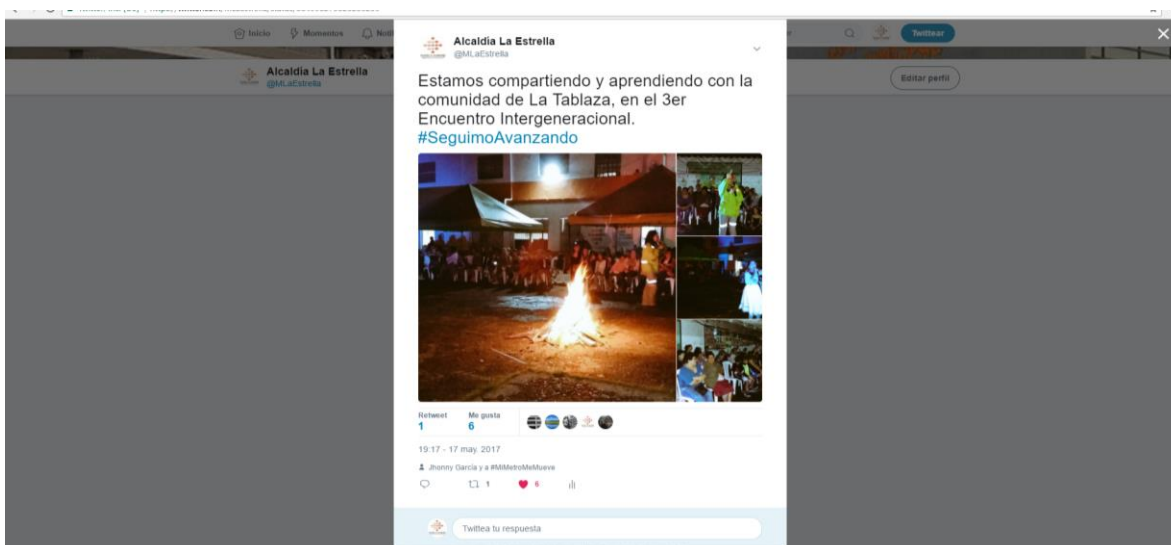 Inicio Momentos
Twittear
Alcaldía La Estrella
@MLaEstrella
Editar perfil
Alcaldía La Estrella
@MLaEstrella
Estamos compartiendo y aprendiendo con la
comunidad de La Tablaza, en el 3er
Encuentro Intergeneracional.
#SeguimoAvanzando
Retweet Me gusta
1 6
19:17 - 17 may. 2017
Jhonny García y a #MiMetroMeMueve
1 6
Twittea tu respuesta